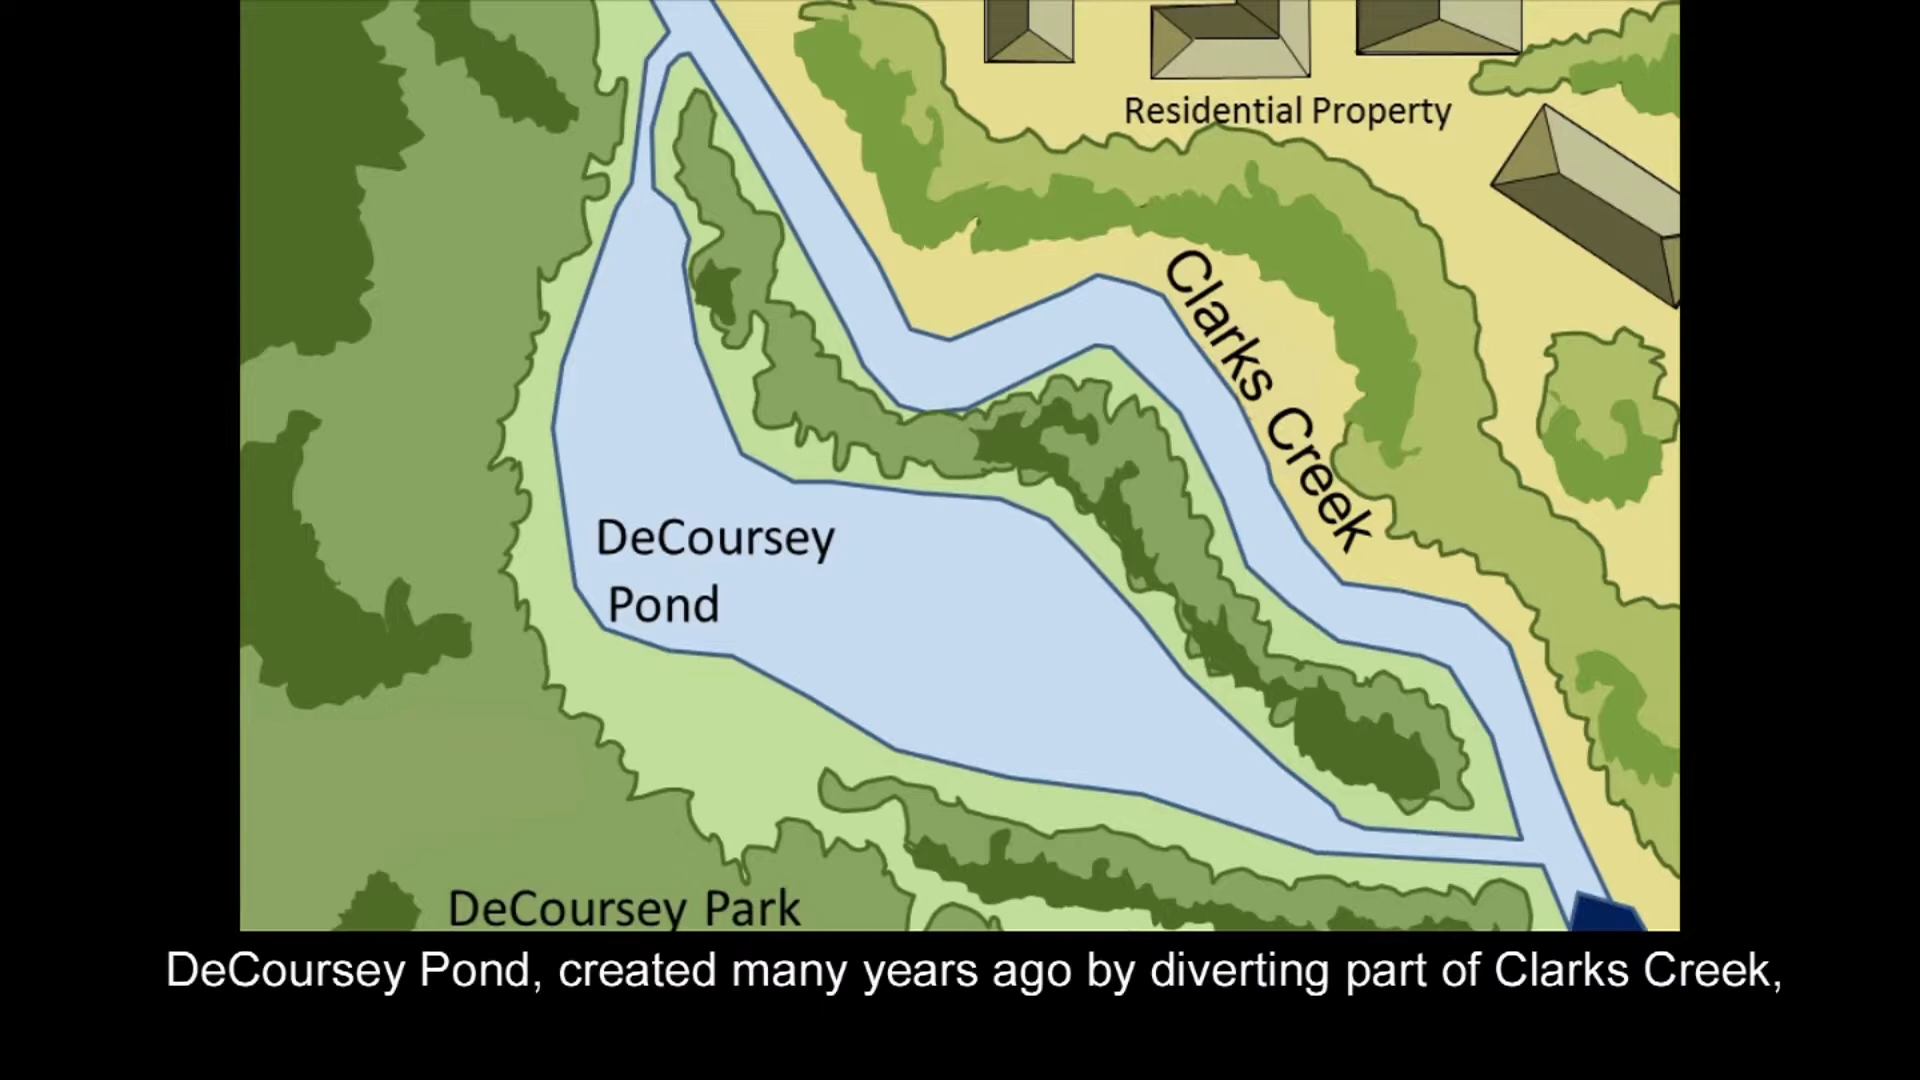 Residential Property
Clarks Creek
DeCoursey
Pond
DeCoursey Park
DeCoursey Pond, created many years ago by diverting part of Clarks Creek,